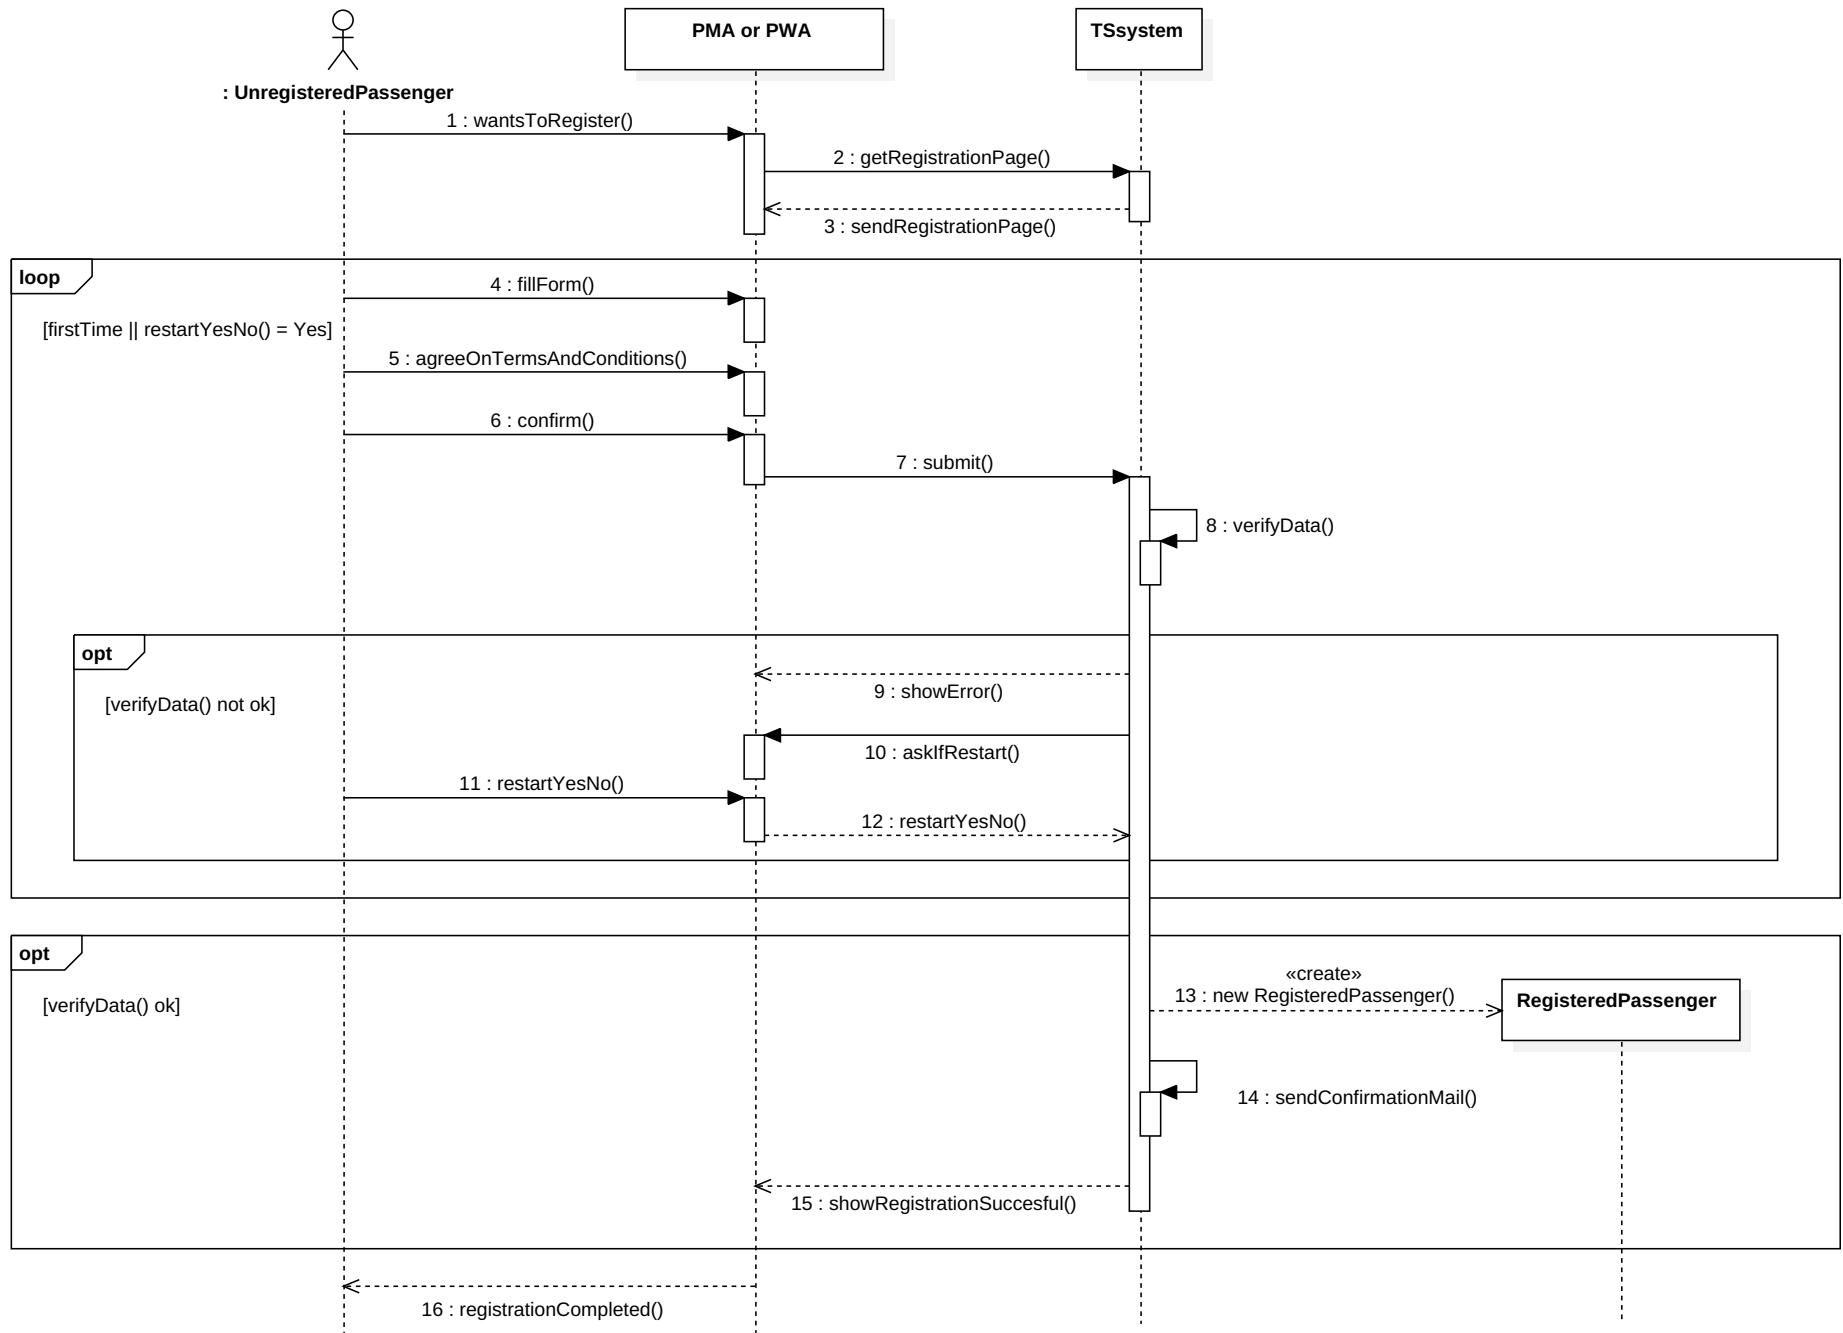 PMA or PWA
TSsystem
: UnregisteredPassenger
1 : wantsToRegister()
2 : getRegistrationPage()
3 : sendRegistrationPage()
loop
4 : fillForm()
[firstTime || restartYesNo() = Yes]
5 : agreeOnTermsAndConditions()
6 : confirm()
7 : submit()
8 : verifyData()
opt
9 : showError()
[verifyData() not ok]
10 : askIfRestart()
11 : restartYesNo()
12 : restartYesNo()
opt
«create»
13 : new RegisteredPassenger()
RegisteredPassenger
[verifyData() ok]
14 : sendConfirmationMail()
15 : showRegistrationSuccesful()
16 : registrationCompleted()